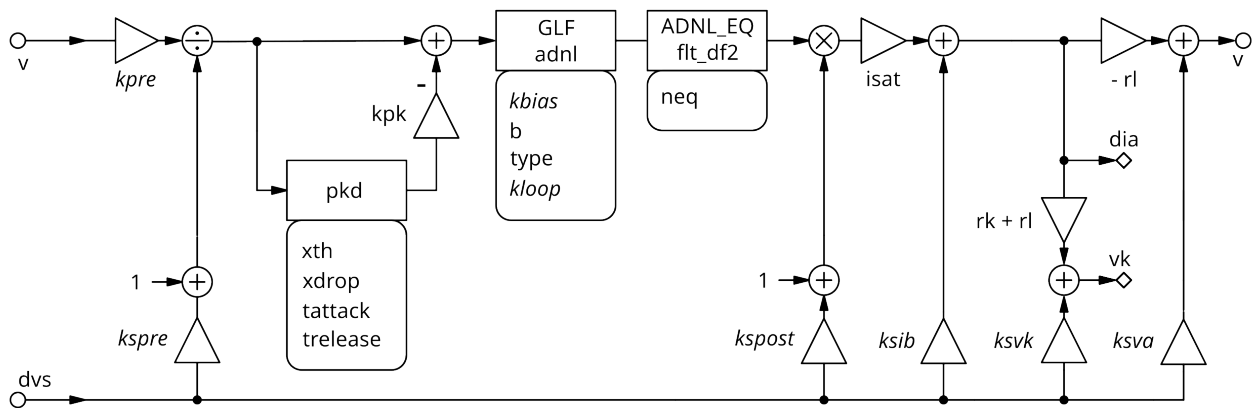 v
kpre
÷
+
-
kpk
GLF
adnl
kbias
b
type
kloop
ADNL_EQ
flt_df2
neq
×
isat
+
- rl
+
v
pkd
xth
xdrop
tattack
trelease
dia
rk + rl
vk
+
1
+
kspre
1
+
kspost
ksib
ksvk
ksva
dvs